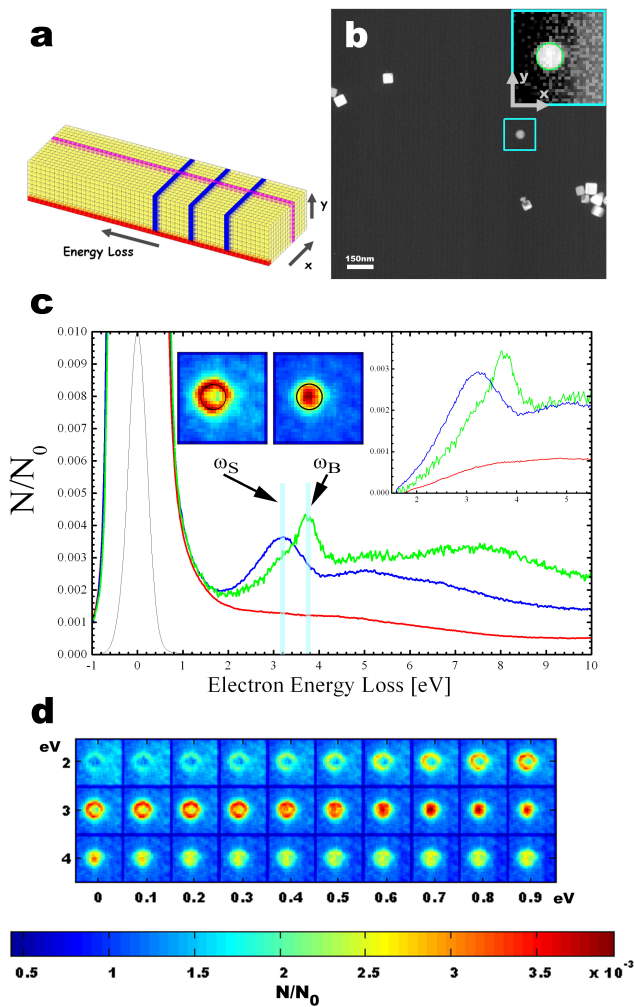 a
b
y
x
Energy Loss
y
x
150nm
c
N/N0
0.010
0.009
0.008
0.007
0.006
0.005
0.004
0.003
0.002
0.001
0.000
ωS
ωB
0.003
0.002
0.001
0.000
2 3 4 5
-1 0 1 2 3 4 5 6 7 8 9 10
Electron Energy Loss [eV]
d
eV
2
3
4
0 0.1 0.2 0.3 0.4 0.5 0.6 0.7 0.8 0.9 eV
0.5 1 1.5 2 2.5 3 3.5 x 10-3
N/N0